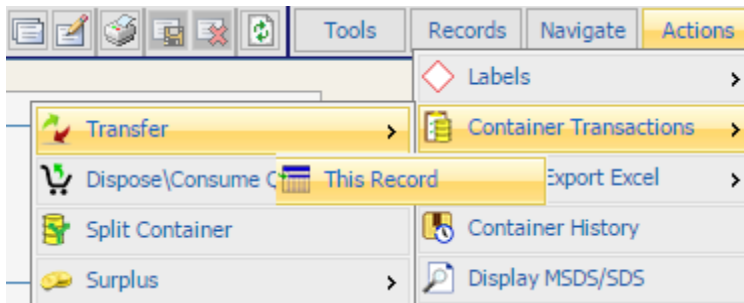 Tools Records Navigate Actions
Labels
Transfer
Container Transactions
Dispose\Consume
This Record
Export Excel
Split Container
Container History
Surplus
Display MSDS/SDS